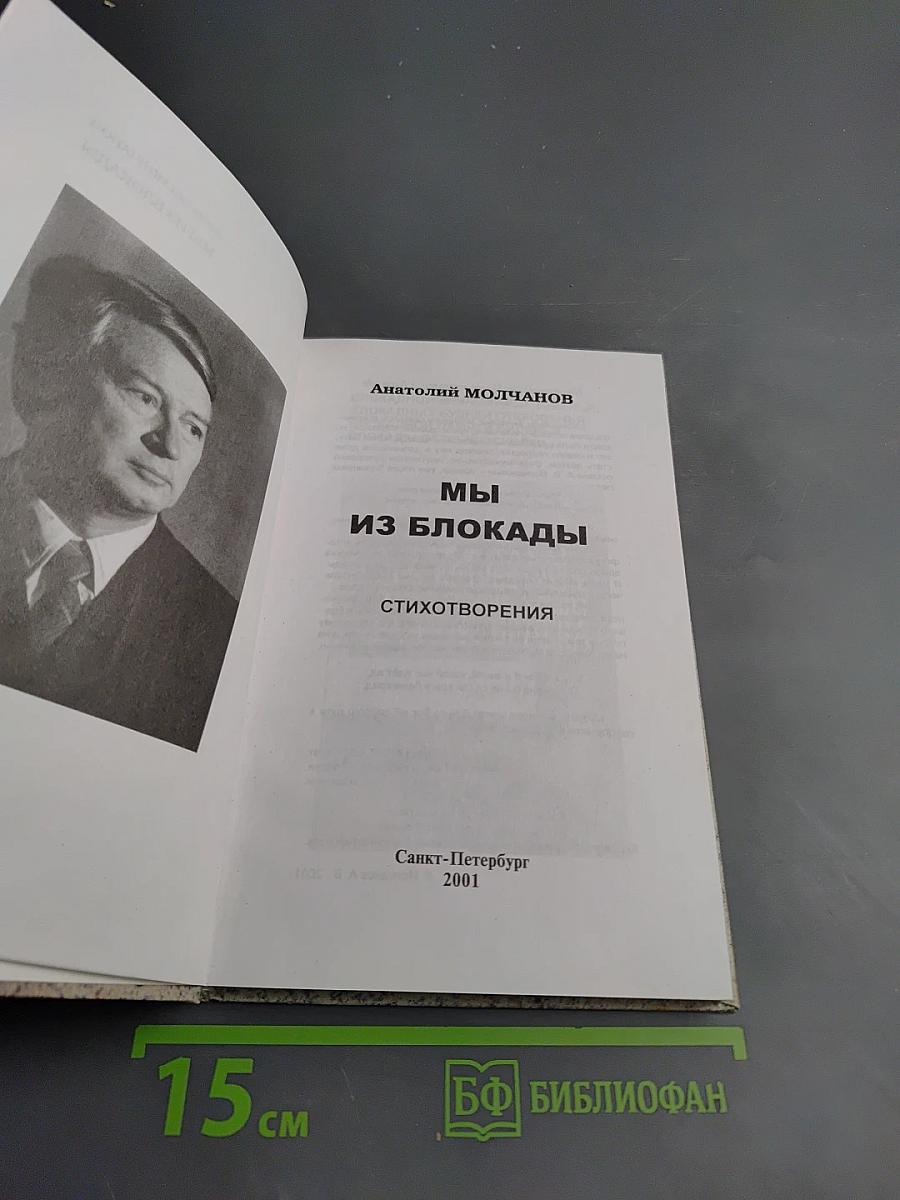 Анатолий МОЛЧАНОВ
МЫ
ИЗ БЛОКАДЫ
СТИХОТВОРЕНИЯ
Санкт-Петербург
2001
15 см
БФ БИБЛИОФАН